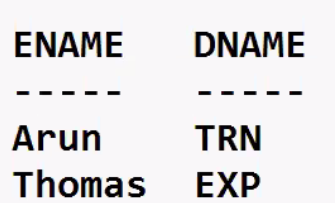 ENAME DNAME
----- -----
Arun TRN
Thomas EXP